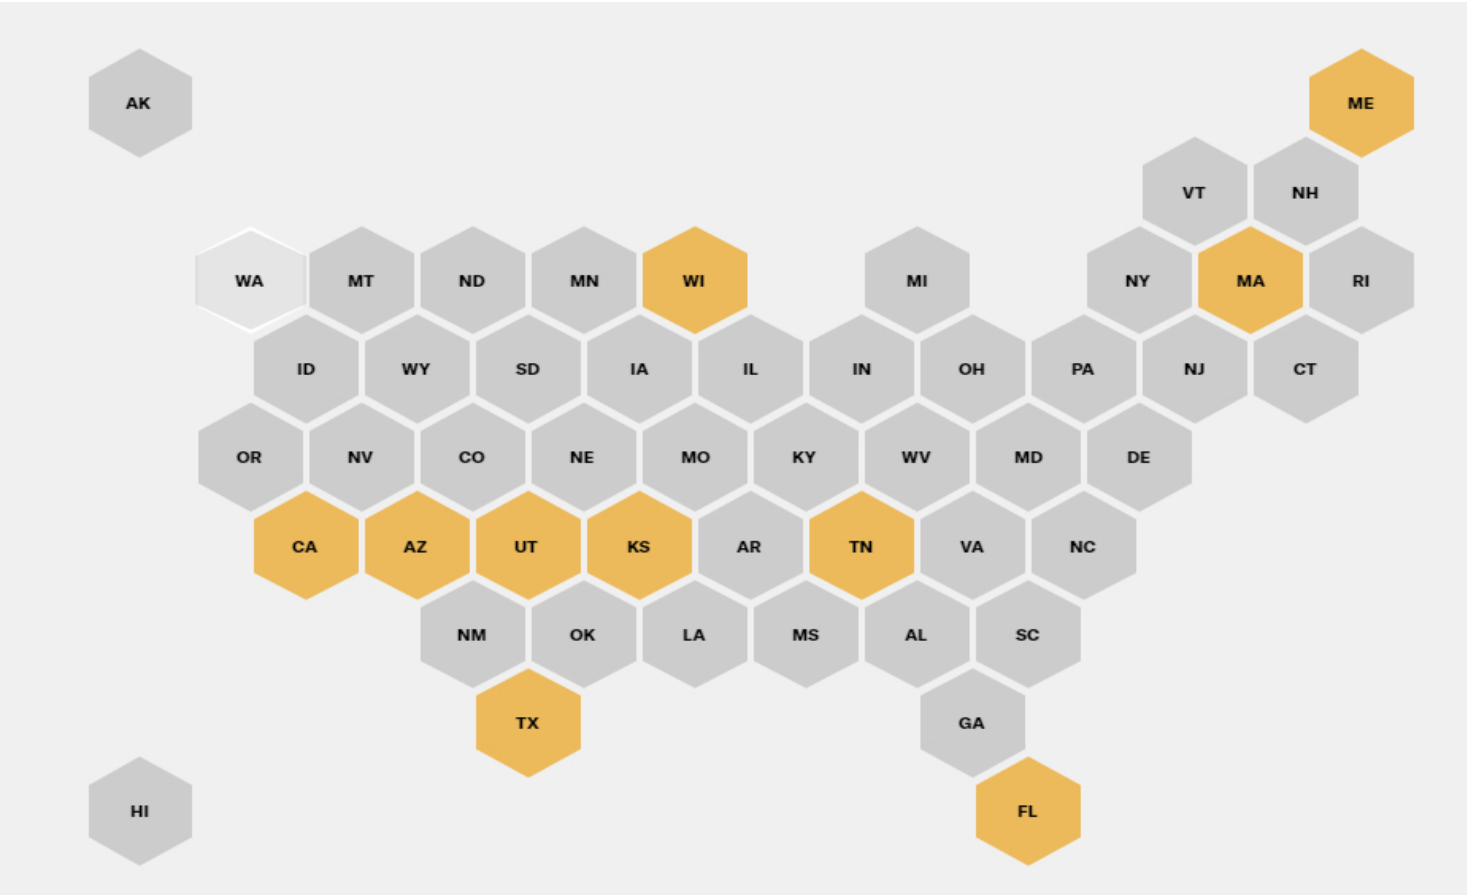 AK ME
VT NH
WA MT ND MN WI MI NY MA RI
ID WY SD IA IL IN OH PA NJ CT
OR NV CO NE MO KY WV MD DE
CA AZ UT KS AR TN VA NC
NM OK LA MS AL SC
TX GA
HI FL